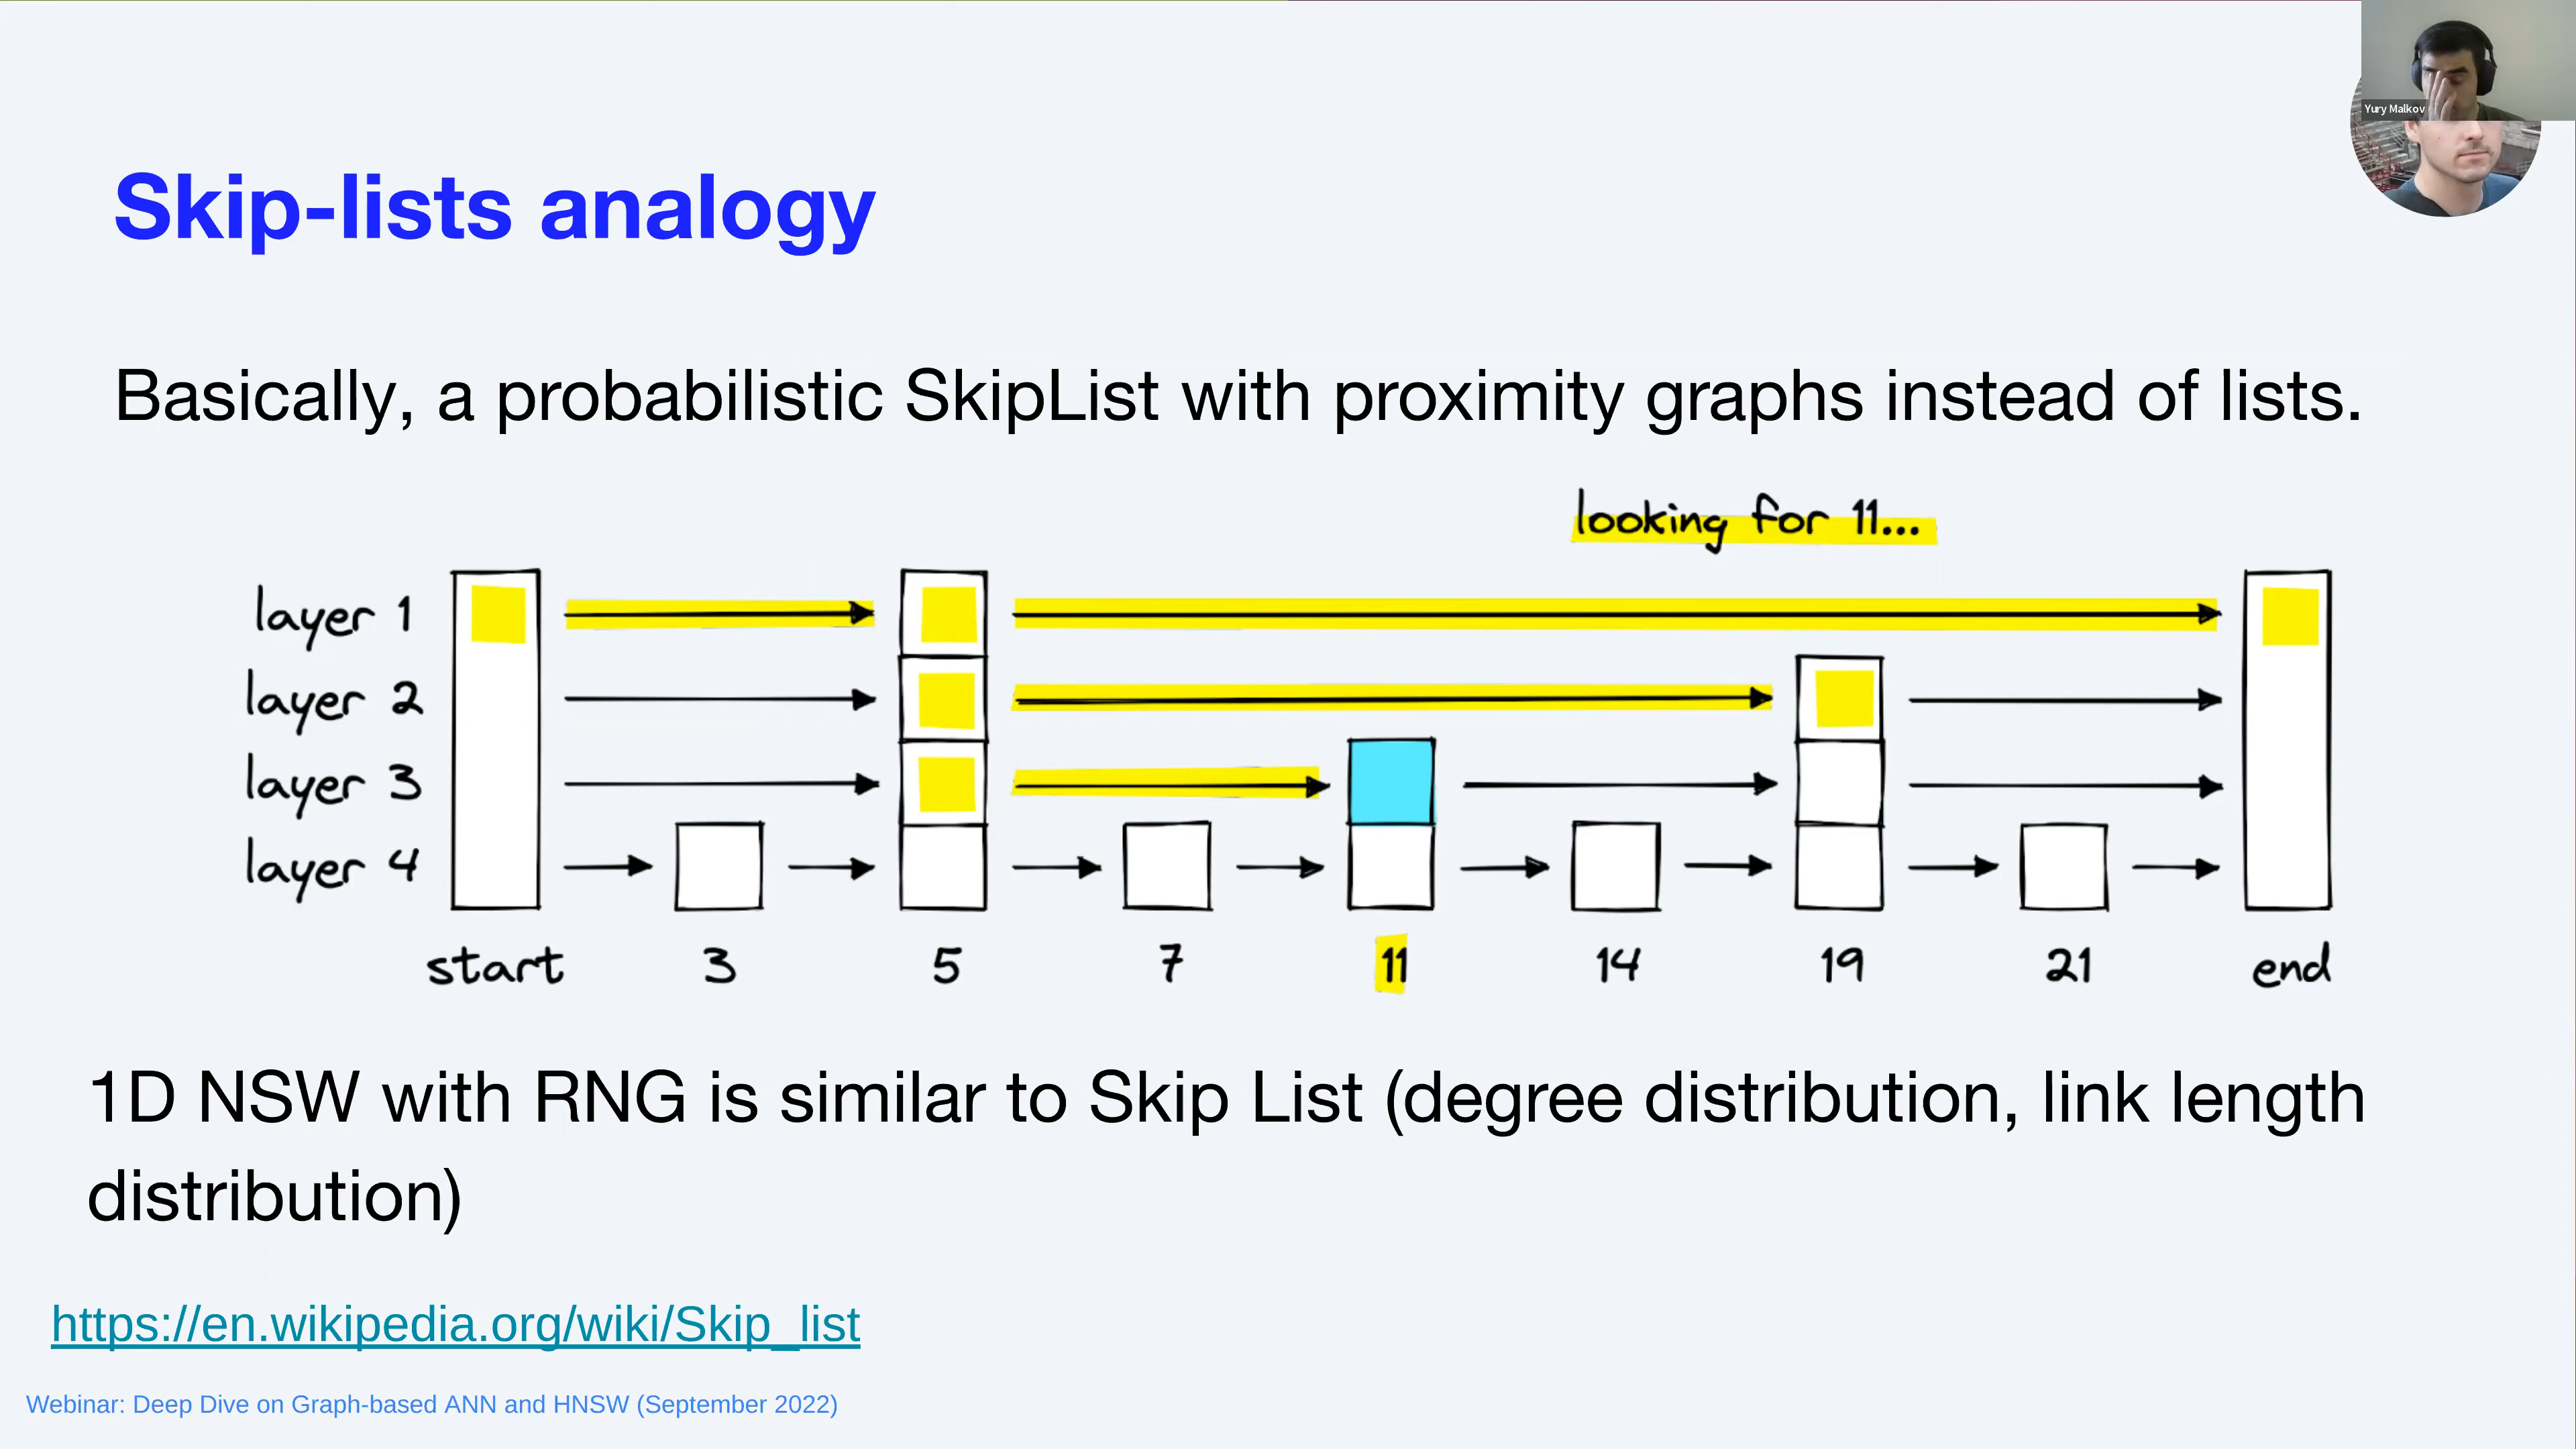 Yury Malkov
Skip-lists analogy
Basically, a probabilistic SkipList with proximity graphs instead of lists.
looking for 11...
layer 1
layer 2
layer 3
layer 4
start 3 5 7 11 14 19 21 end
1D NSW with RNG is similar to Skip List (degree distribution, link length
distribution)
https://en.wikipedia.org/wiki/Skip_list
Webinar: Deep Dive on Graph-based ANN and HNSW (September 2022)